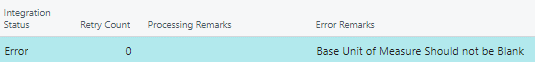 Integration
Status Retry Count Processing Remarks Error Remarks
Error 0 Base Unit of Measure Should not be Blank